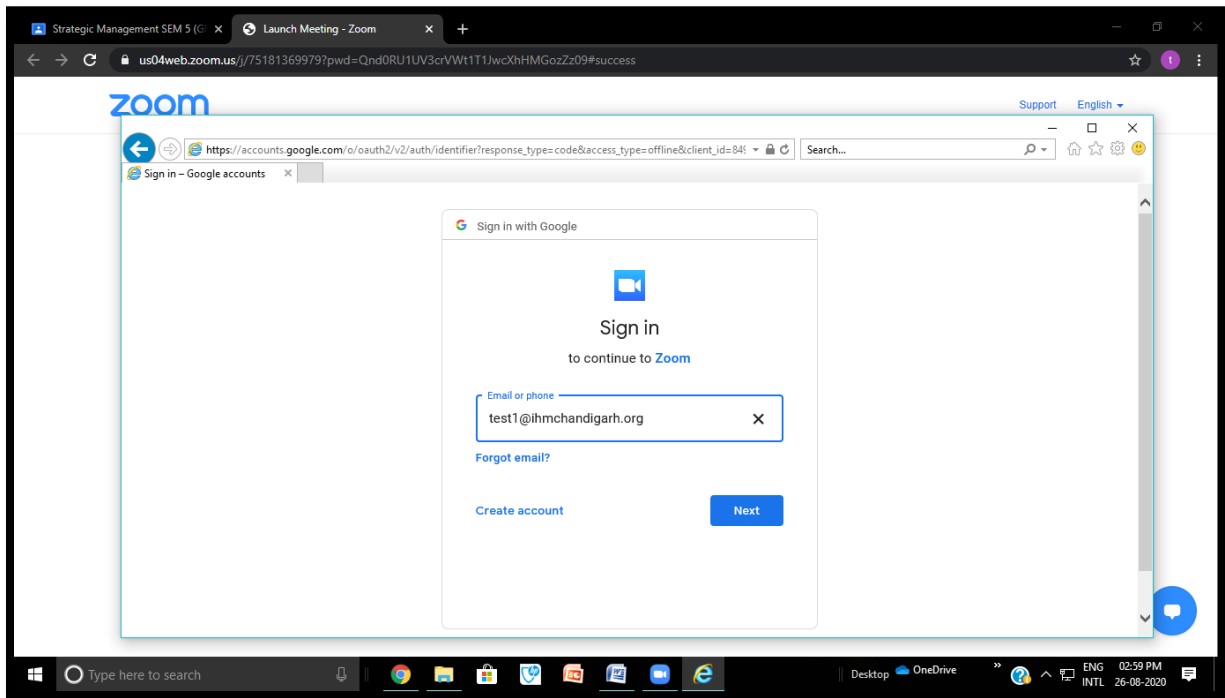 Strategic Management SEM 5 (G
Launch Meeting - Zoom
us04web.zoom.us/j/75181369979?pwd=Qnd0RU1UV3crVWt1T1JwcXhHMGozZz09#success
t
zoom
Support English
https://accounts.google.com/o/oauth2/v2/auth/identifier?response_type=code&access_type=offline&client_id=849
Search...
Sign in – Google accounts
Sign in with Google
Sign in
to continue to Zoom
Email or phone
test1@ihmchandigarh.org
Forgot email?
Create account
Next
Type here to search
Desktop
OneDrive
ENG
INTL
02:59 PM
26-08-2020